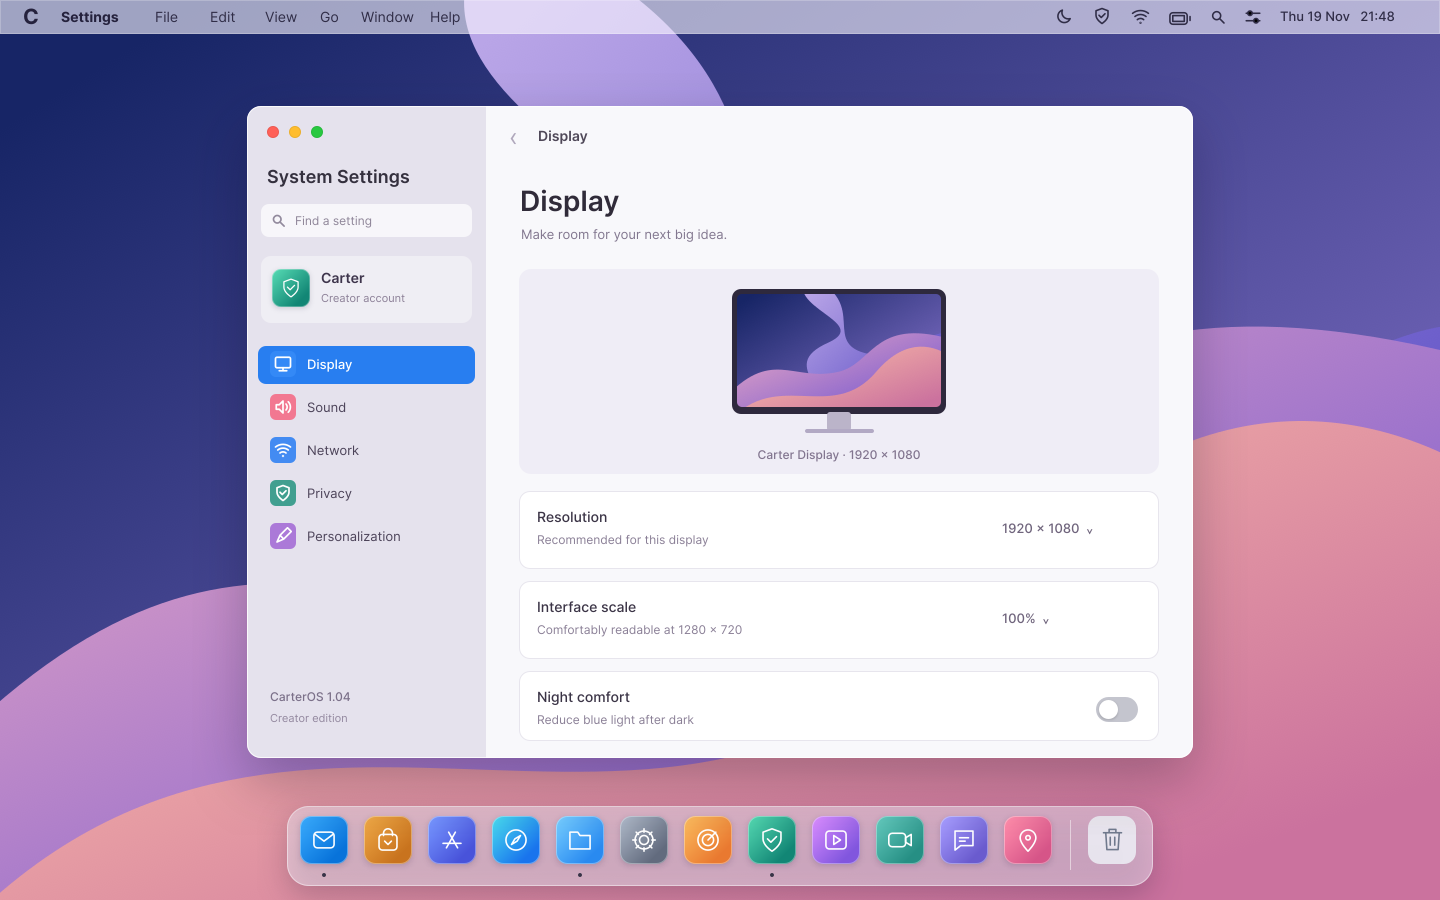 C Settings File Edit View Go Window Help Thu 19 Nov 21:48
System Settings
Find a setting
Carter
Creator account
Display
Sound
Network
Privacy
Personalization
CarterOS 1.04
Creator edition
Display
Display
Make room for your next big idea.
Carter Display · 1920 × 1080
Resolution
Recommended for this display
1920 × 1080
Interface scale
Comfortably readable at 1280 × 720
100%
Night comfort
Reduce blue light after dark